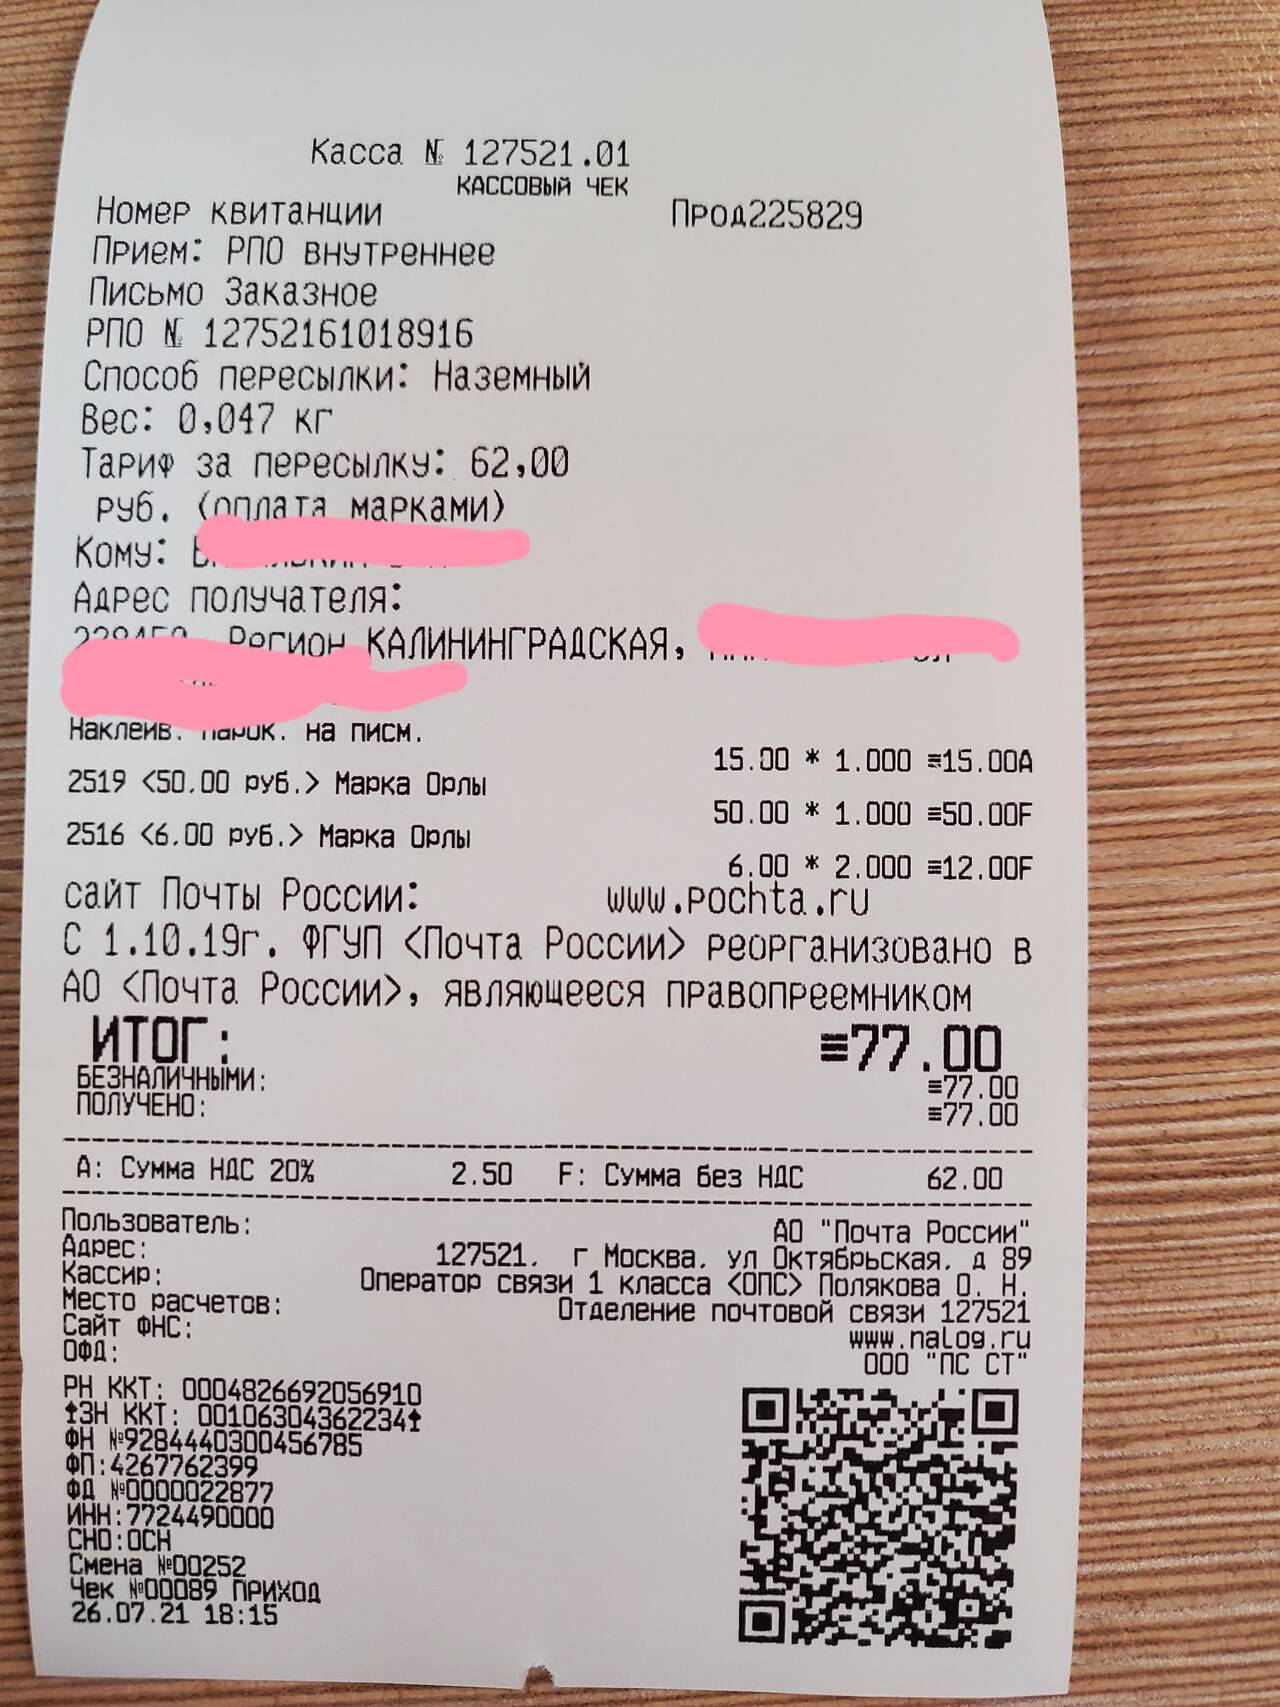 Касса № 127521.01
КАССОВЫЙ ЧЕК
Номер квитанции Прод225829
Прием: РПО внутреннее
Письмо Заказное
РПО № 12752161018916
Способ пересылки: Наземный
Вес: 0,047 кг
Тариф за пересылку: 62,00
руб. (оплата марками)
Кому:
Адрес получателя:
Регион КАЛИНИНГРАДСКАЯ,
Наклеив. марок. на писм.
15.00 * 1.000 ≡15.00А
2519 <50.00 руб.> Марка Орлы
50.00 * 1.000 ≡50.00F
2516 <6.00 руб.> Марка Орлы
6.00 * 2.000 ≡12.00F
сайт Почты России: www.pochta.ru
С 1.10.19г. ФГУП <Почта России> реорганизовано в
АО <Почта России>, являющееся правопреемником
ИТОГ: ≡77.00
БЕЗНАЛИЧНЫМИ: ≡77.00
ПОЛУЧЕНО: ≡77.00
А: Сумма НДС 20% 2.50 F: Сумма без НДС 62.00
Пользователь: АО "Почта России"
Адрес: 127521, г Москва, ул Октябрьская, д 89
Кассир: Оператор связи 1 класса <ОПС> Полякова О. Н.
Место расчетов: Отделение почтовой связи 127521
Сайт ФНС: www.nalog.ru
ОФД: ООО "ПС СТ"
РН ККТ: 0004826692056910
↑ЗН ККТ: 00106304362234↑
ФН №9284440300456785
ФП:4267762399
ФД №0000022877
ИНН:7724490000
СНО:ОСН
Смена №00252
Чек №00089 ПРИХОД
26.07.21 18:15